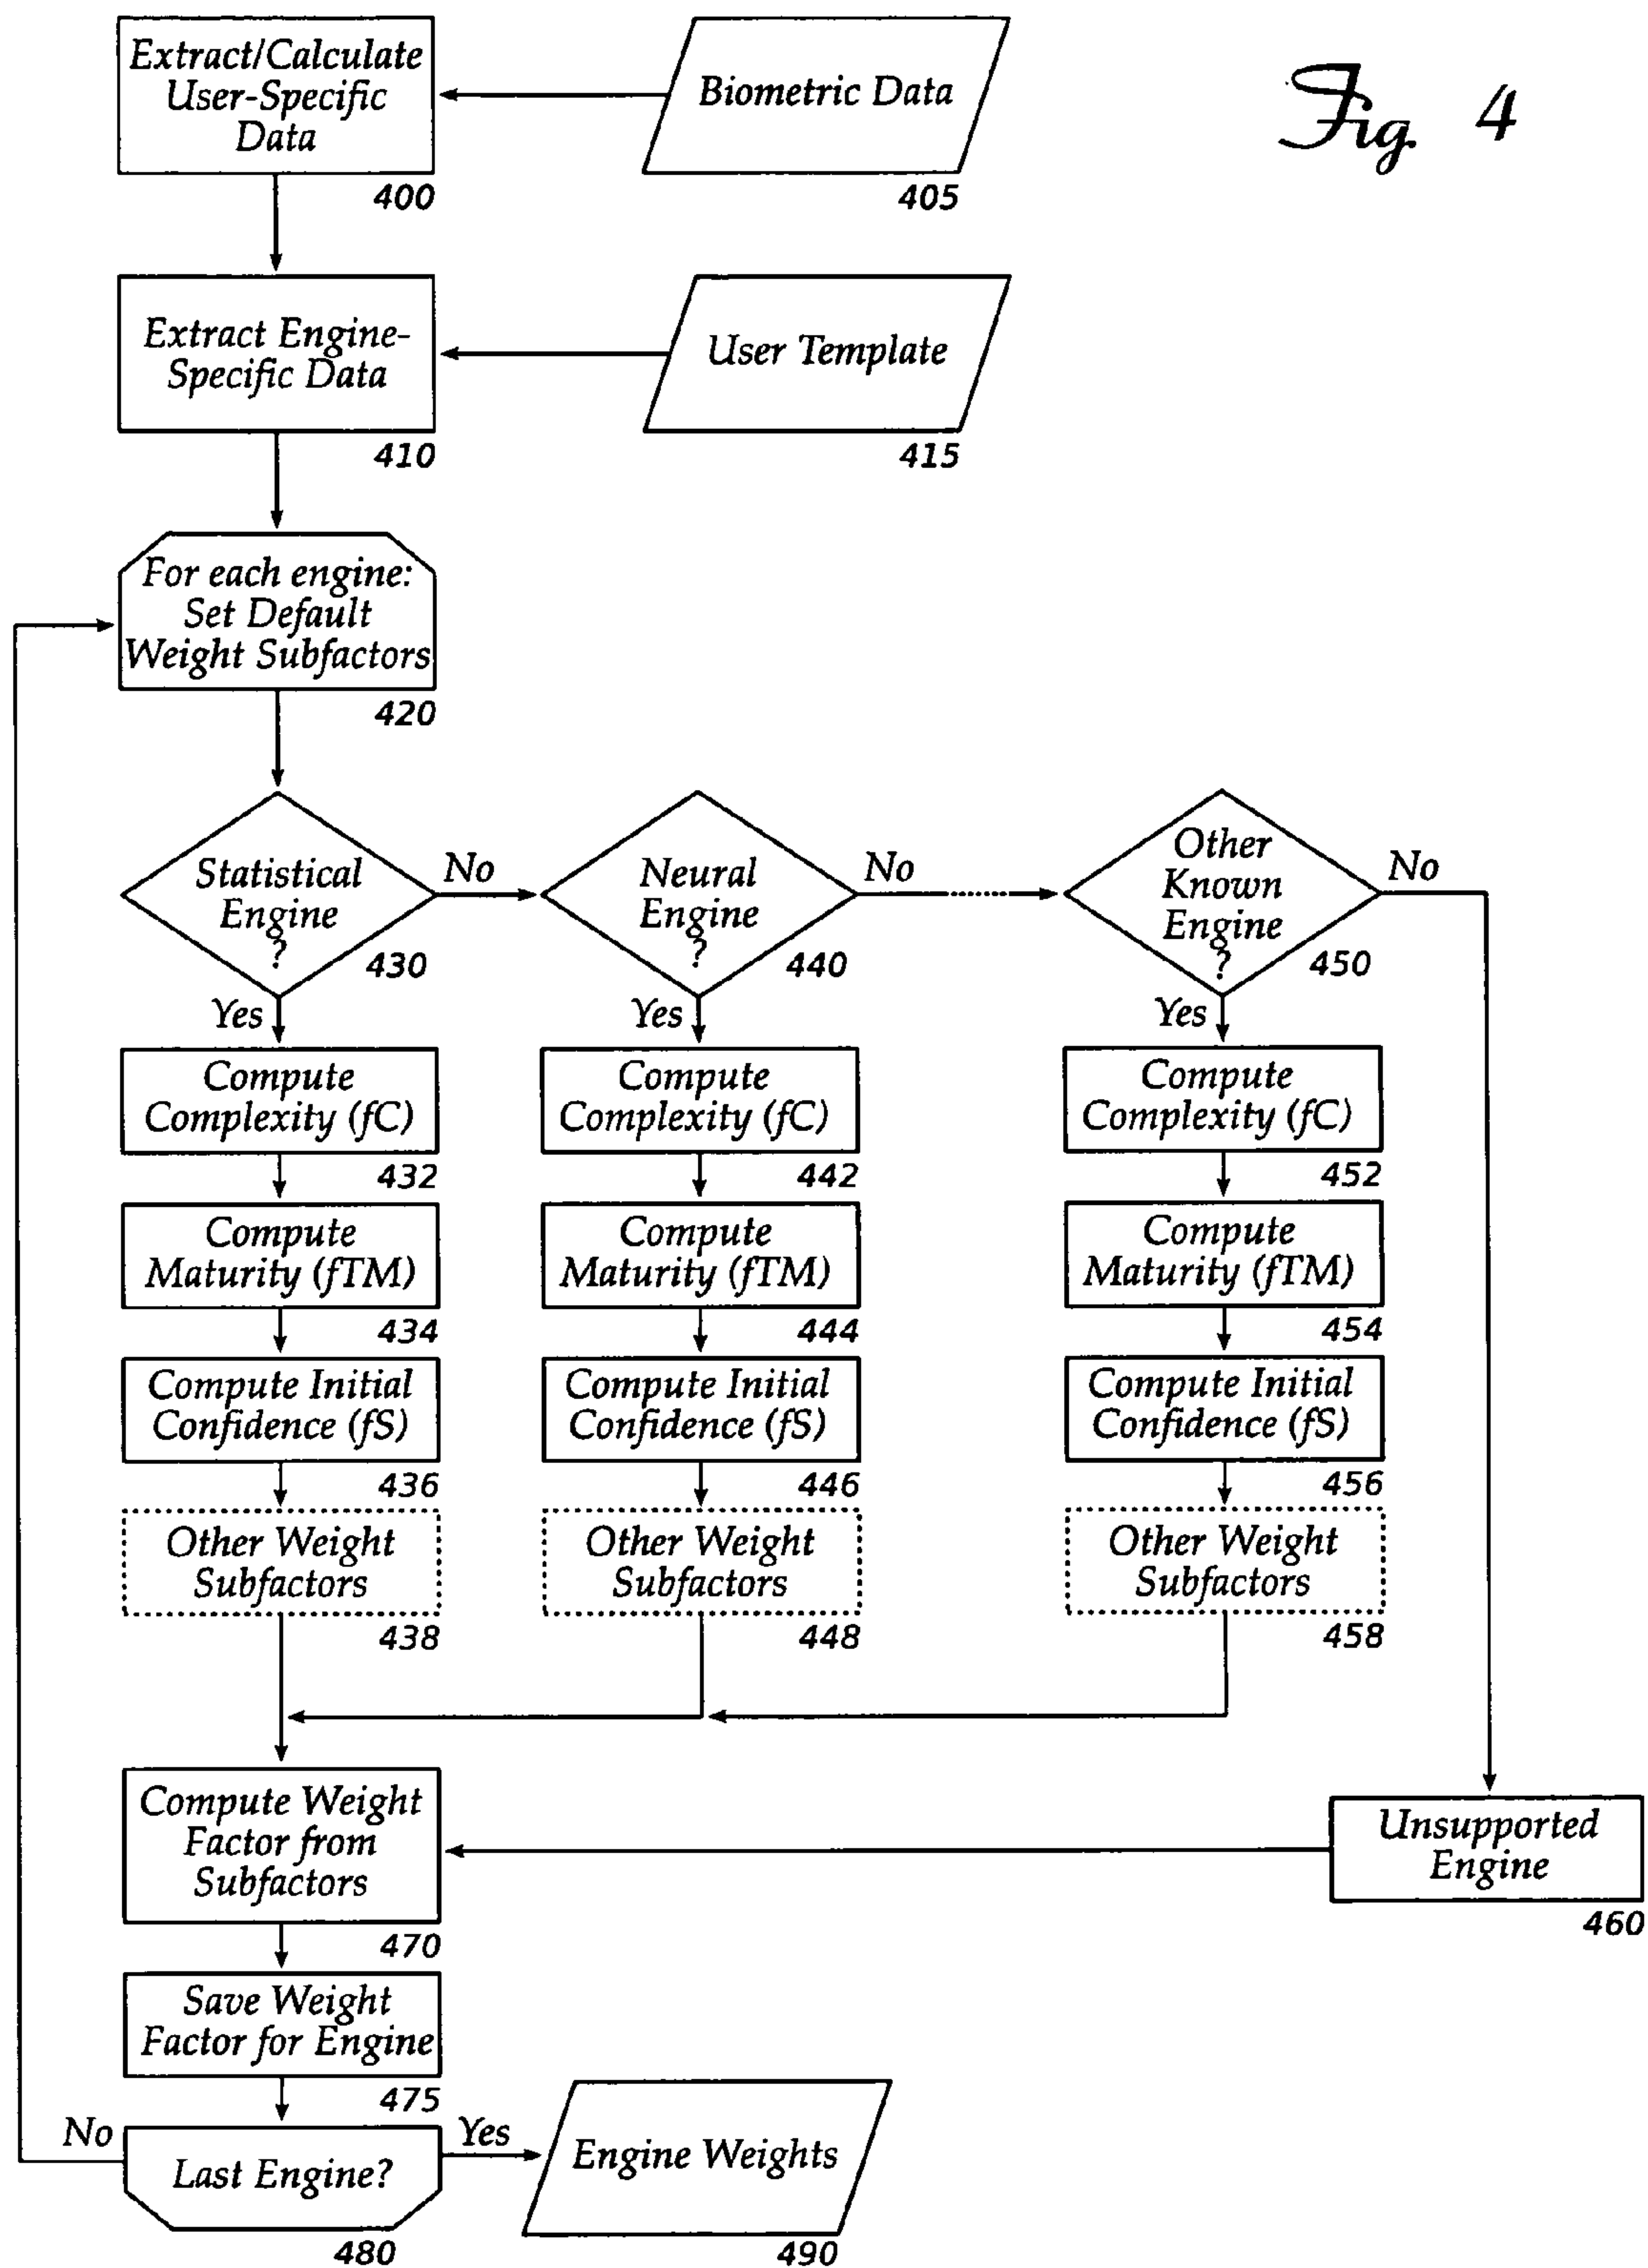 Extract/Calculate
User-Specific
Data
400
Biometric Data
405
Fig. 4
Extract Engine-
Specific Data
410
User Template
415
For each engine:
Set Default
Weight Subfactors
420
Statistical
Engine
?
430
No
Yes
Neural
Engine
?
440
No
Yes
Other
Known
Engine
?
450
No
Yes
Compute
Complexity (fC)
432
Compute
Maturity (fTM)
434
Compute Initial
Confidence (fS)
436
Other Weight
Subfactors
438
Compute
Complexity (fC)
442
Compute
Maturity (fTM)
444
Compute Initial
Confidence (fS)
446
Other Weight
Subfactors
448
Compute
Complexity (fC)
452
Compute
Maturity (fTM)
454
Compute Initial
Confidence (fS)
456
Other Weight
Subfactors
458
Compute Weight
Factor from
Subfactors
470
Unsupported
Engine
460
Save Weight
Factor for Engine
475
No
Last Engine?
480
Yes
Engine Weights
490